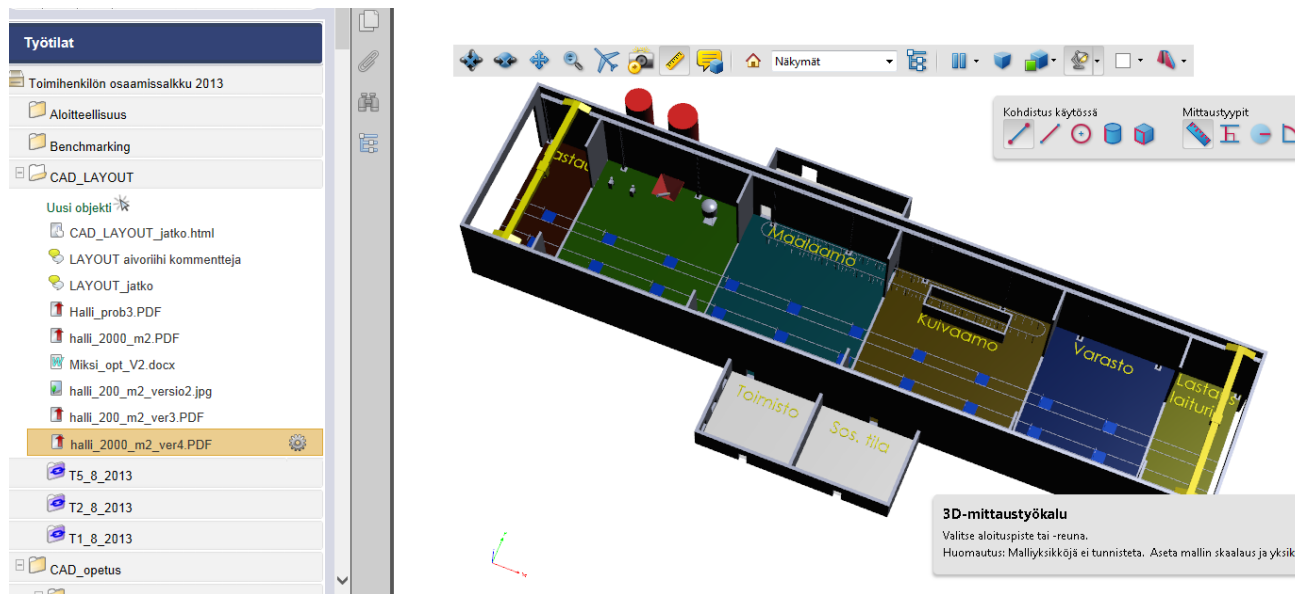 Työtilat
Toimihenkilön osaamissalkku 2013
Aloitteellisuus
Benchmarking
CAD_LAYOUT
Uusi objekti
CAD_LAYOUT_jatko.html
LAYOUT aivoriihi kommentteja
LAYOUT_jatko
Halli_prob3.PDF
halli_2000_m2.PDF
Miksi_opt_V2.docx
halli_200_m2_versio2.jpg
halli_200_m2_ver3.PDF
halli_2000_m2_ver4.PDF
T5_8_2013
T2_8_2013
T1_8_2013
CAD_opetus
Näkymät
Kohdistus käytössä
Mittaustyypit
Maalaamo
Kuivaamo
Varasto
Lastaus
laituri
Toimisto
Sos. tila
3D-mittaustyökalu
Valitse aloituspiste tai -reuna.
Huomautus: Malliyksikköjä ei tunnisteta. Aseta mallin skaalaus ja yksik